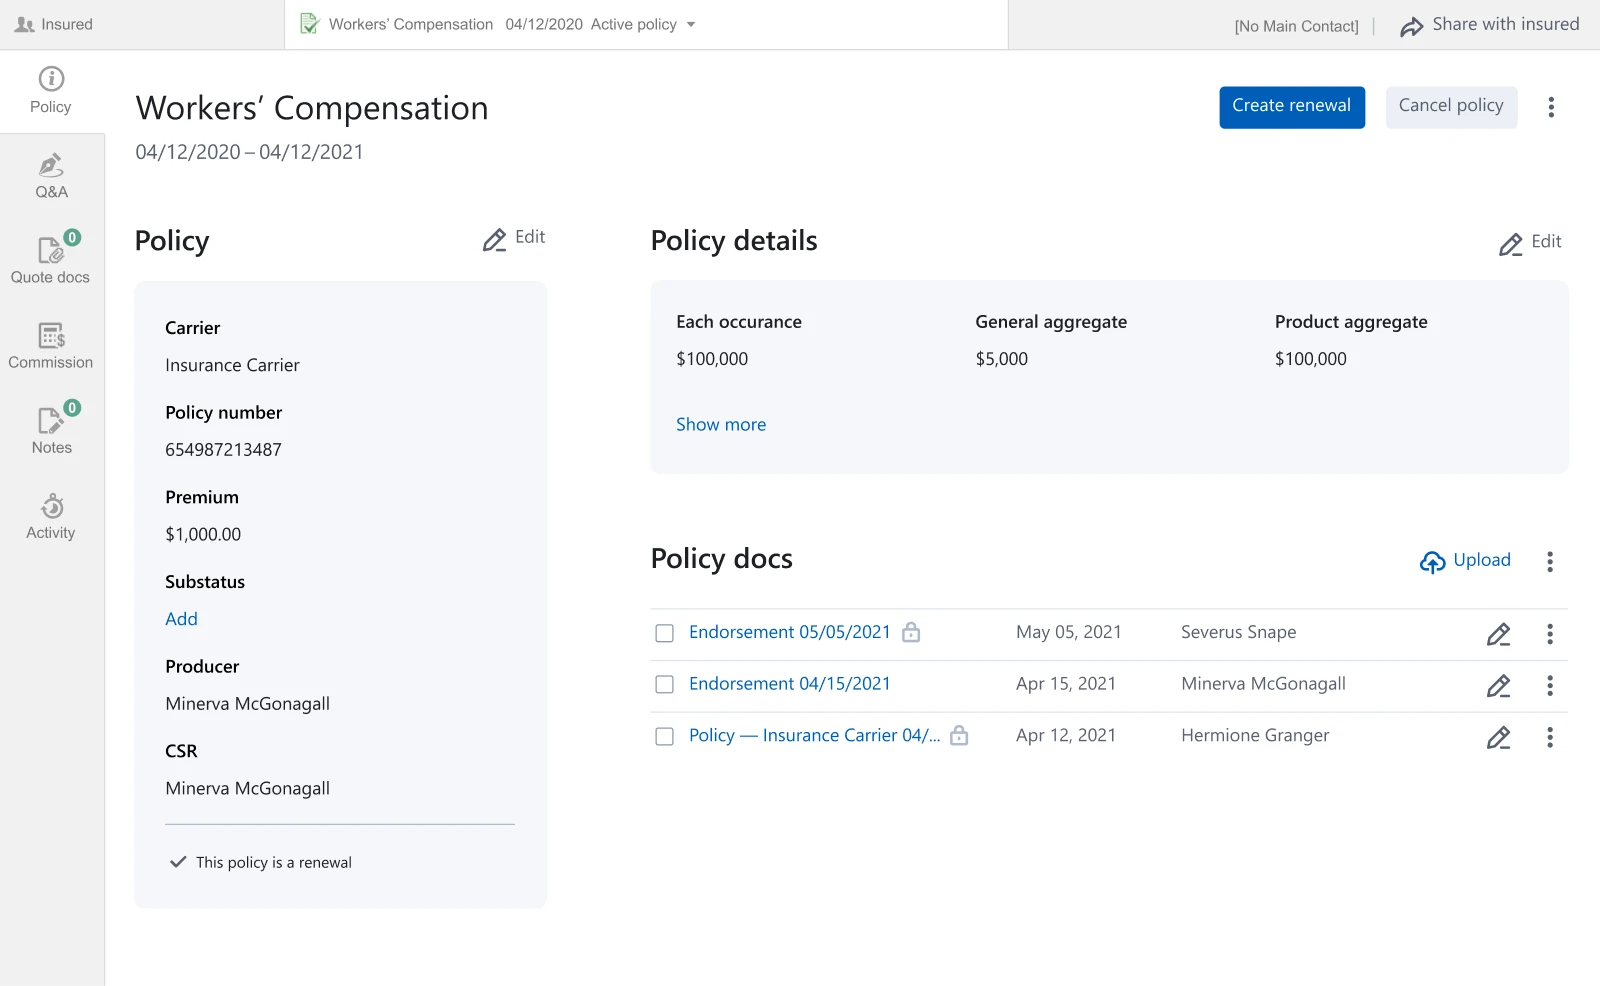 Insured
Workers’ Compensation 04/12/2020 Active policy
[No Main Contact]
Share with insured
Policy
Q&A
0
Quote docs
Commission
0
Notes
Activity
Workers’ Compensation
04/12/2020 – 04/12/2021
Create renewal
Cancel policy
Policy
Edit
Carrier
Insurance Carrier
Policy number
654987213487
Premium
$1,000.00
Substatus
Add
Producer
Minerva McGonagall
CSR
Minerva McGonagall
This policy is a renewal
Policy details
Edit
Each occurance
General aggregate
Product aggregate
$100,000
$5,000
$100,000
Show more
Policy docs
Upload
Endorsement 05/05/2021 May 05, 2021 Severus Snape
Endorsement 04/15/2021 Apr 15, 2021 Minerva McGonagall
Policy — Insurance Carrier 04/... Apr 12, 2021 Hermione Granger